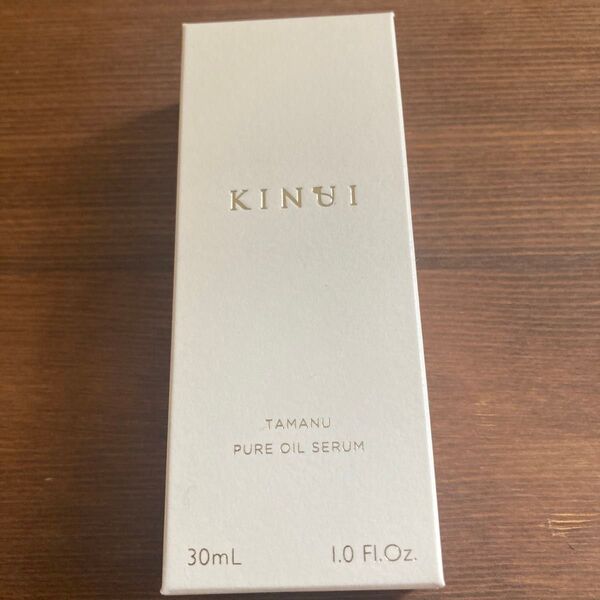 KINUI
TAMANU
PURE OIL SERUM
30mL 1.0 Fl.Oz.